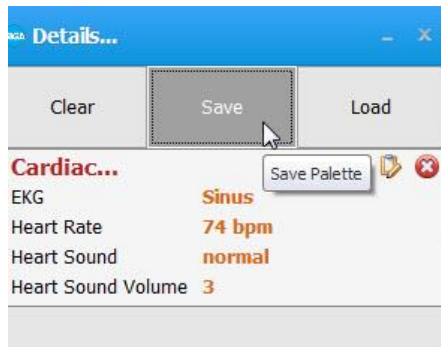 Details...
Clear Save Load
Cardiac... Save Palette
EKG Sinus
Heart Rate 74 bpm
Heart Sound normal
Heart Sound Volume 3